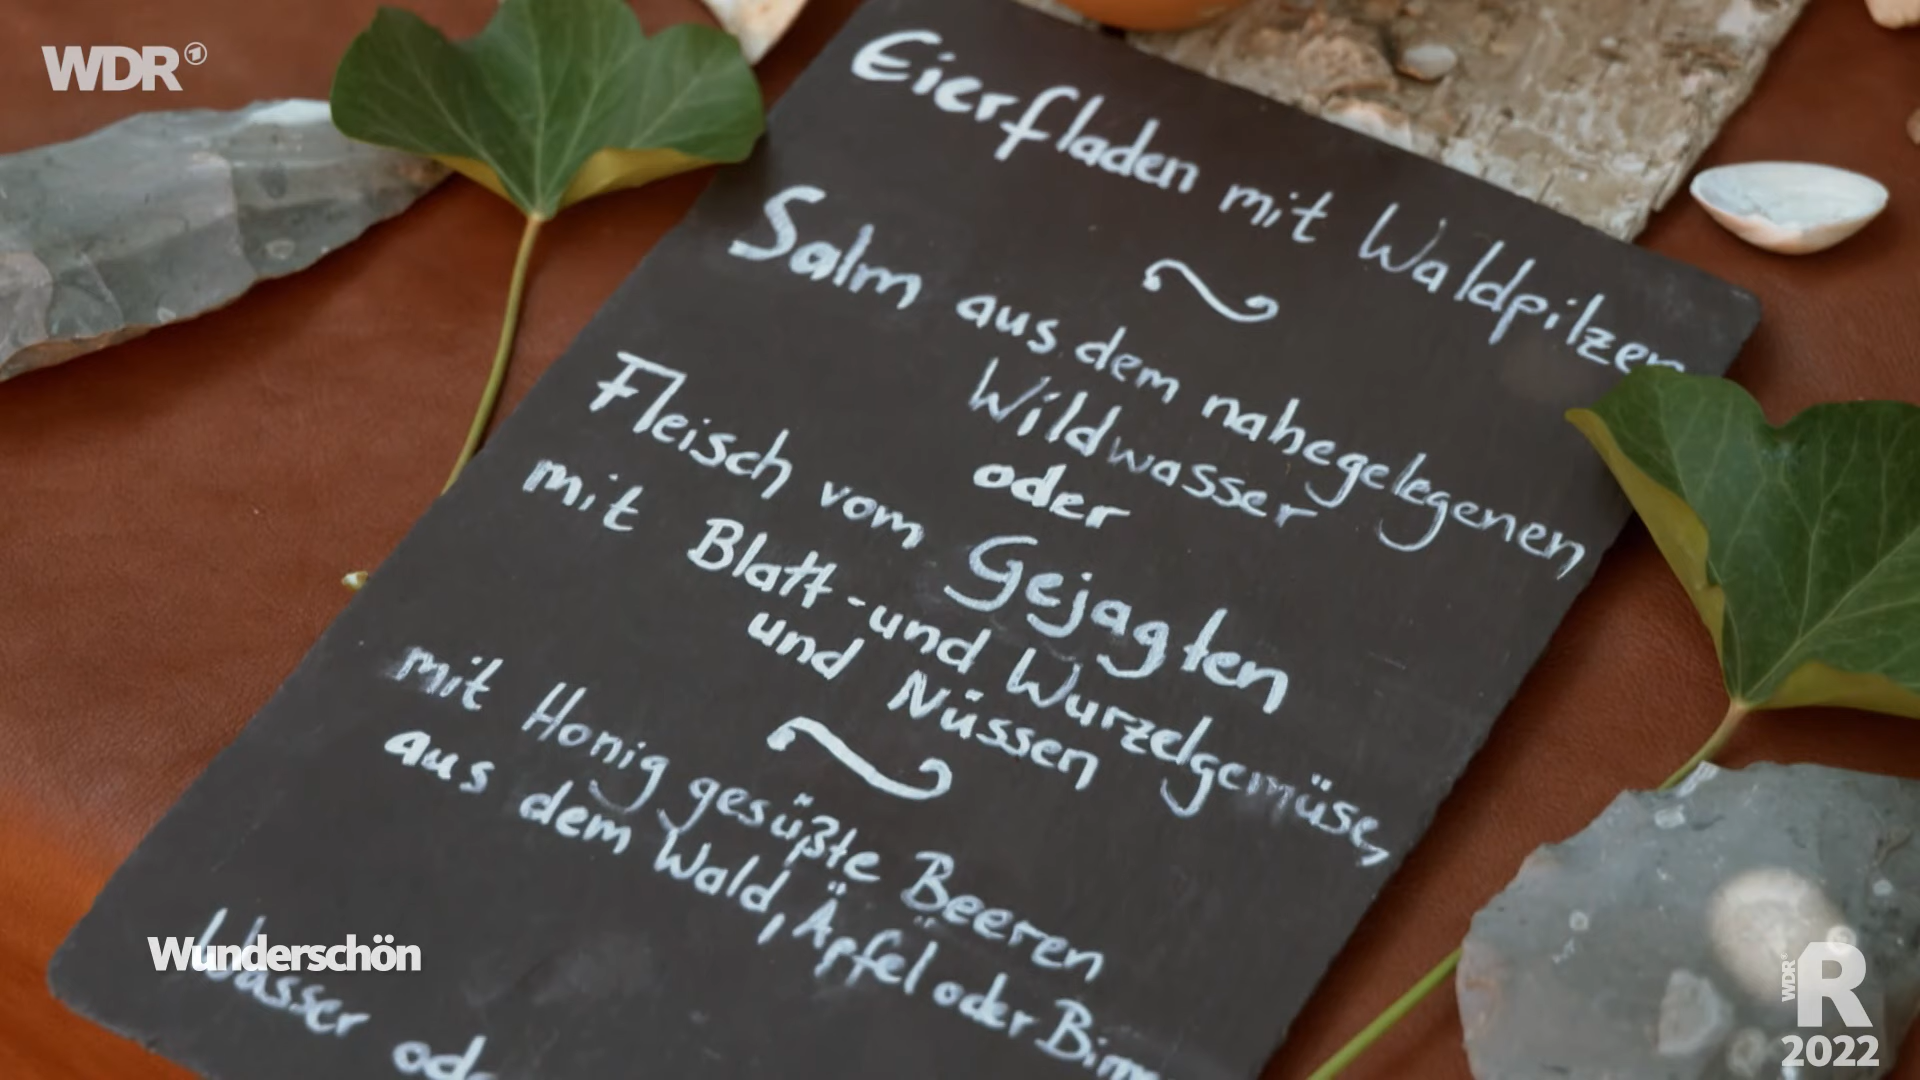 WDR
Eierfladen mit Waldpilzen
Salm aus dem nahegelegenen
Wildwasser
oder
Fleisch vom Gejagten
mit Blatt- und Wurzelgemüse,
und Nüssen
mit Honig gesüßte Beeren
aus dem Wald, Äpfel oder
Wasser
Wunderschön
WDR
R
2022